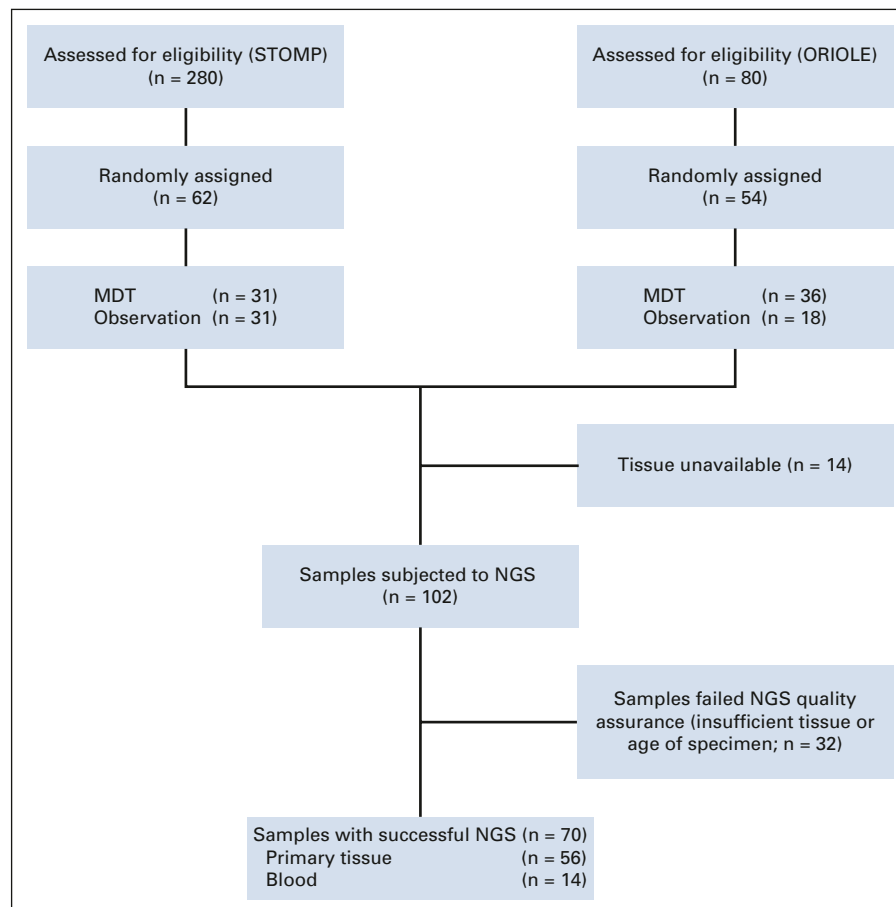 Assessed for eligibility (STOMP)
(n = 280)
Assessed for eligibility (ORIOLE)
(n = 80)
Randomly assigned
(n = 62)
Randomly assigned
(n = 54)
MDT (n = 31)
Observation (n = 31)
MDT (n = 36)
Observation (n = 18)
Tissue unavailable (n = 14)
Samples subjected to NGS
(n = 102)
Samples failed NGS quality
assurance (insufficient tissue or
age of specimen; n = 32)
Samples with successful NGS (n = 70)
Primary tissue (n = 56)
Blood (n = 14)